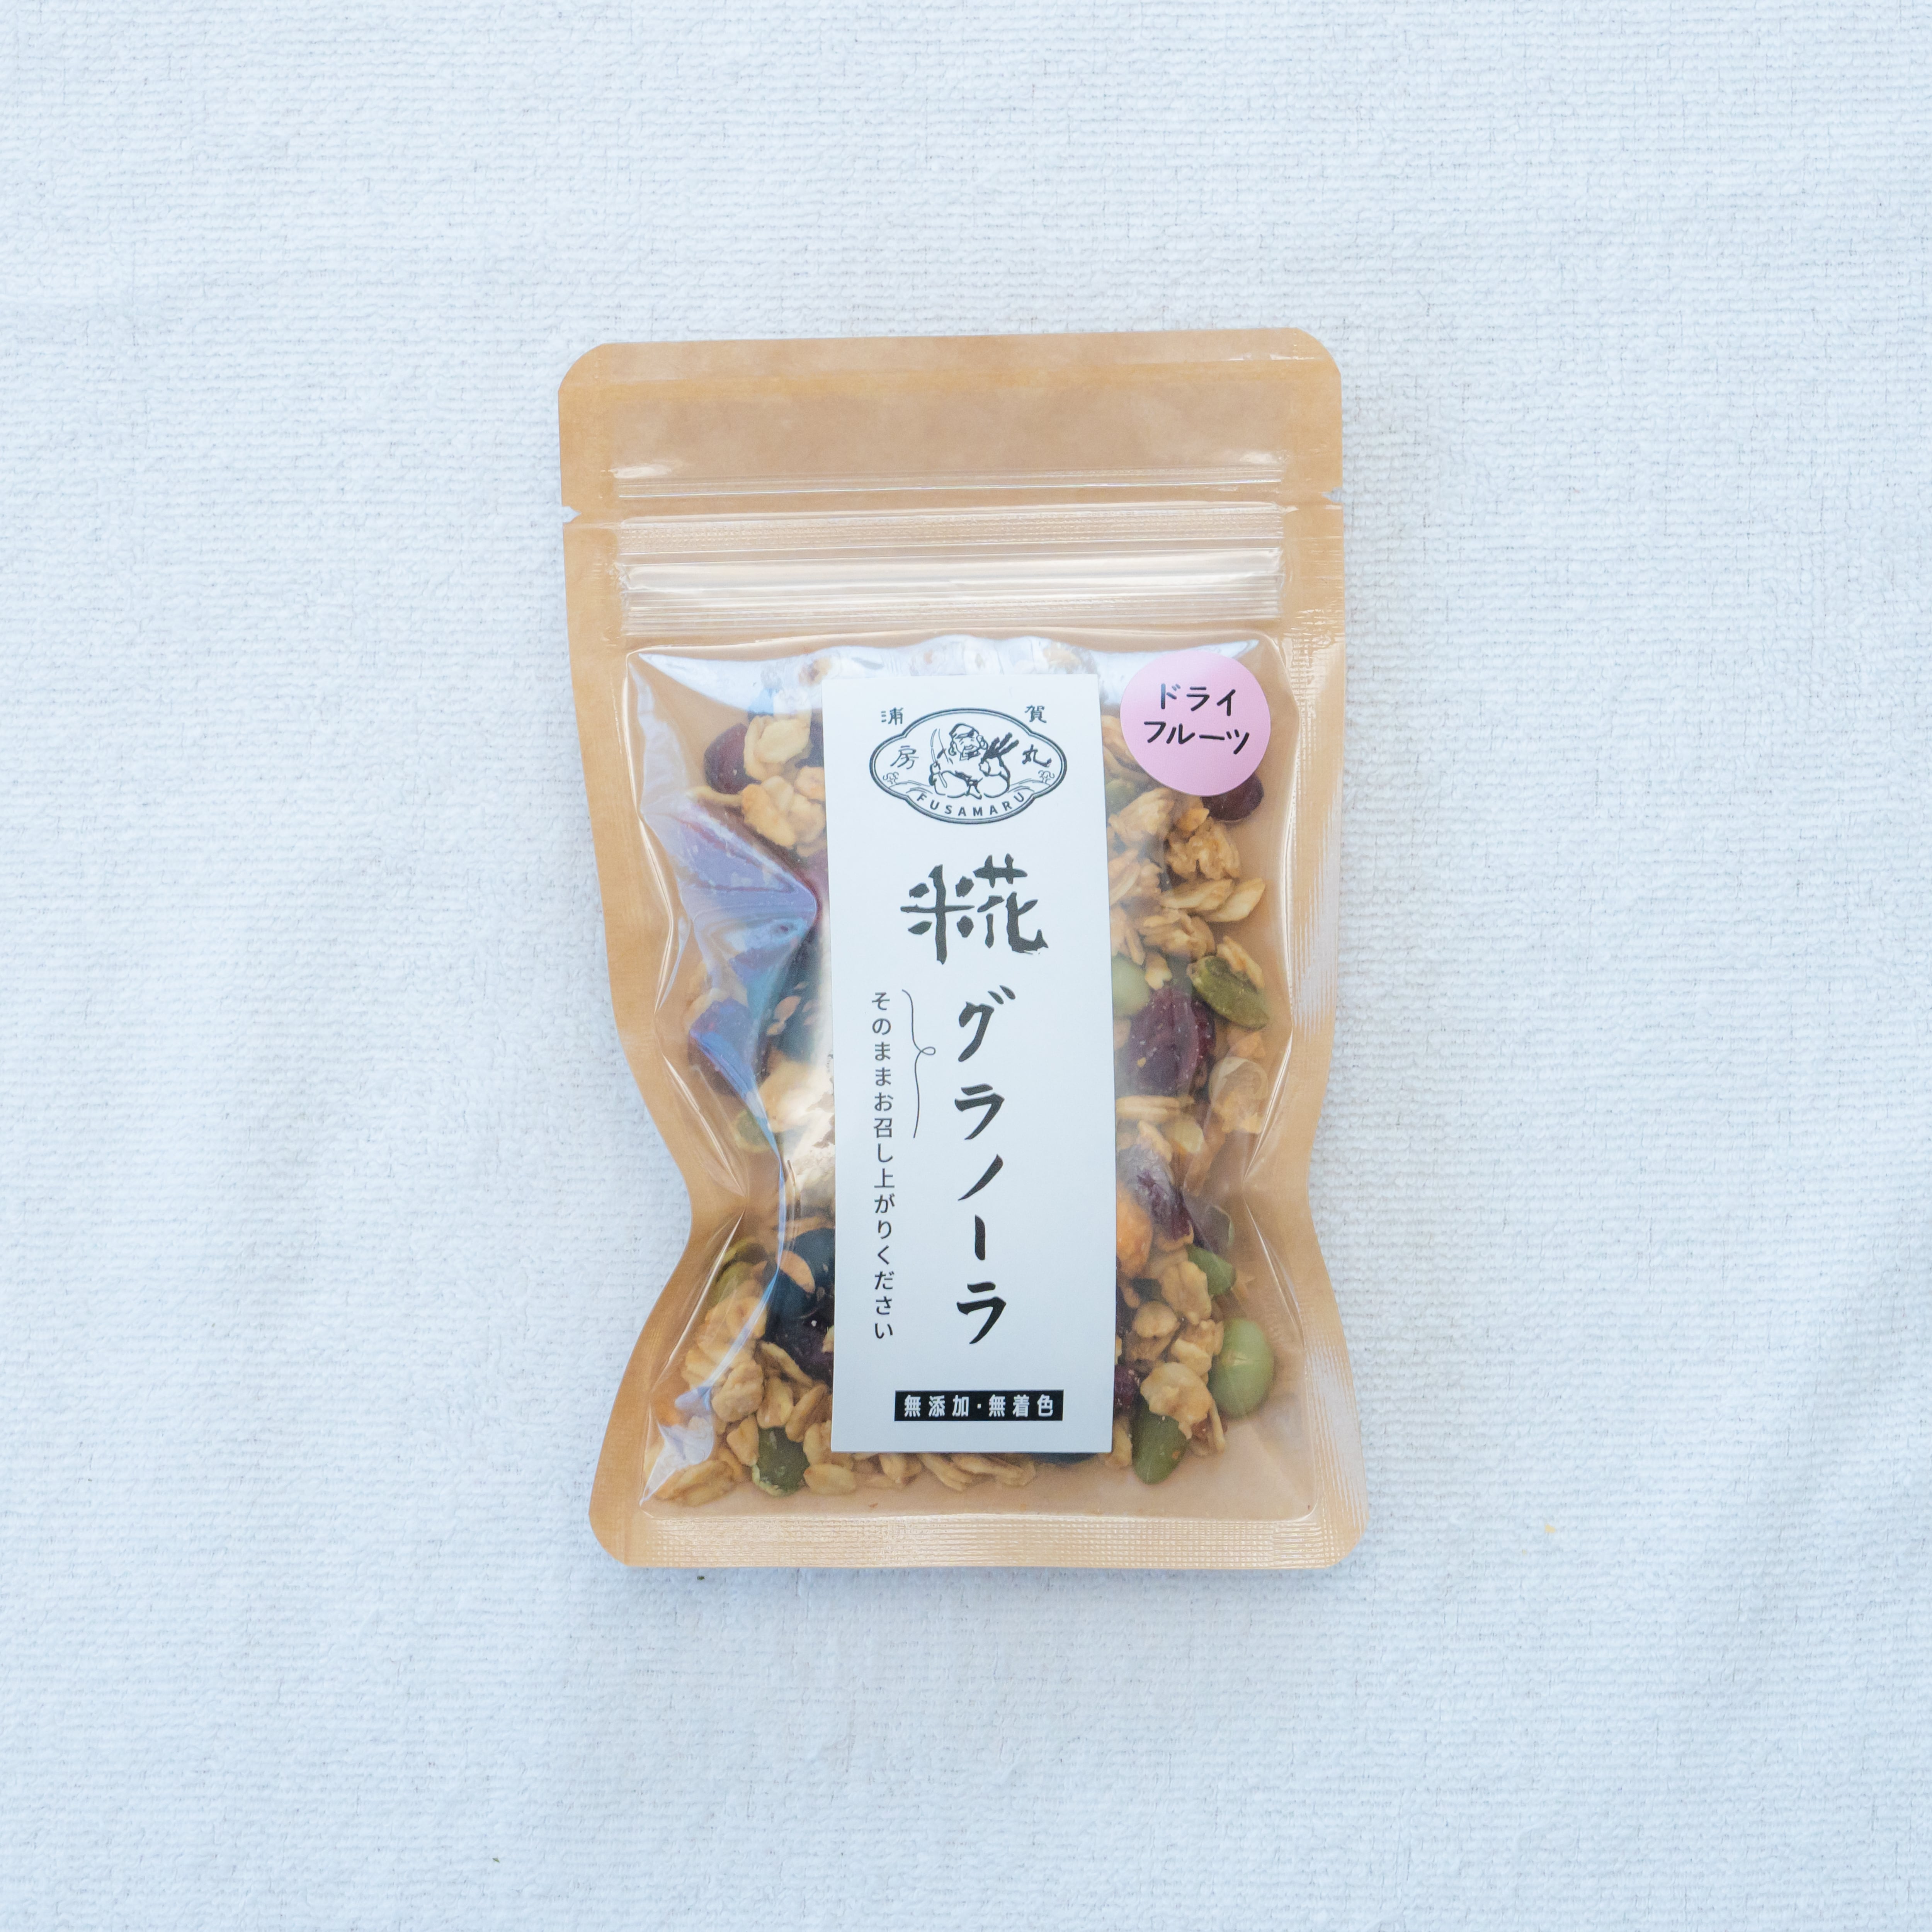 浦賀
房丸
FUSAMARU
ドライ
フルーツ
糀グラノーラ
そのままお召し上がりください
無添加・無着色